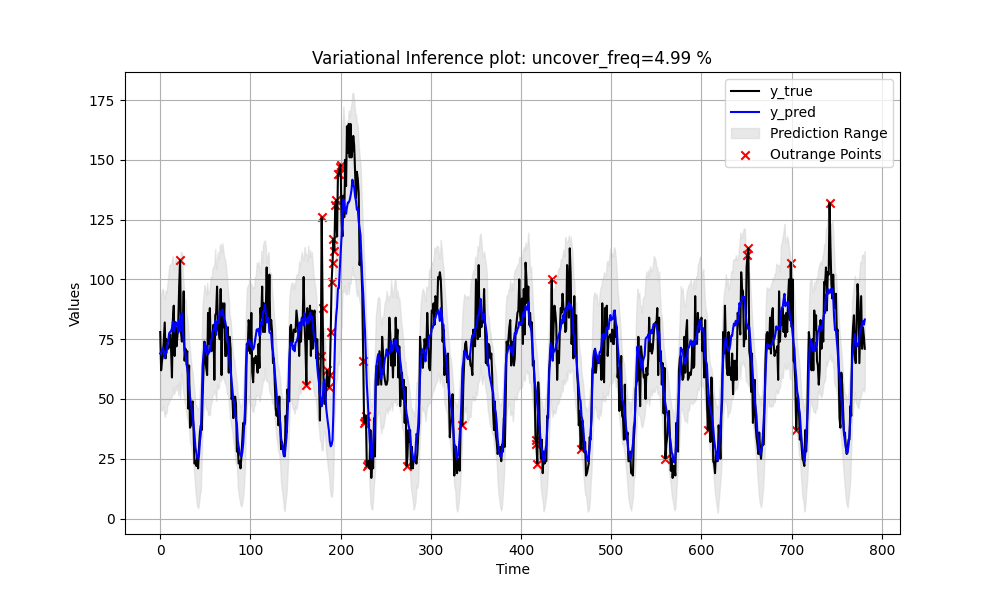 Variational Inference plot: uncover_freq=4.99 %
y_true
y_pred
Prediction Range
Outrange Points
Values
175
150
125
100
75
50
25
0
0 100 200 300 400 500 600 700 800
Time